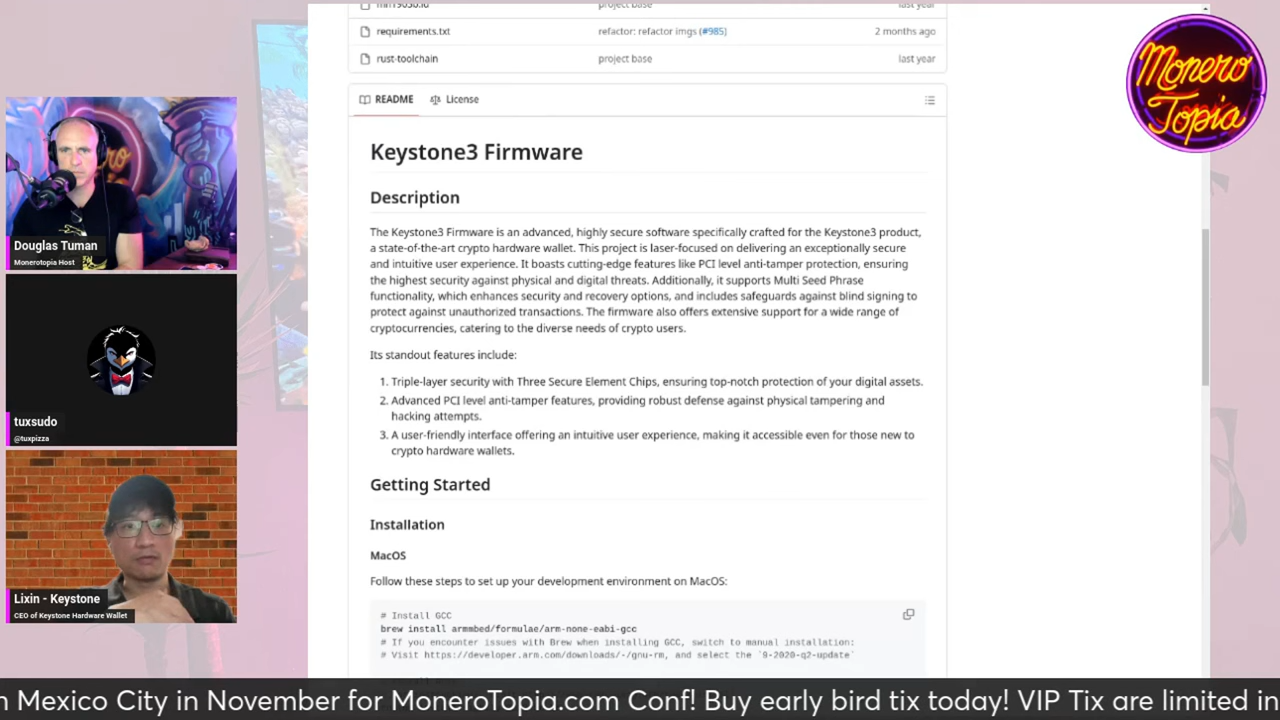 project base
last year
requirements.txt
refactor: refactor imgs (#985)
2 months ago
rust-toolchain
project base
last year
README
License
Monero
Topia
Keystone3 Firmware
Description
The Keystone3 Firmware is an advanced, highly secure software specifically crafted for the Keystone3 product,
a state-of-the-art crypto hardware wallet. This project is laser-focused on delivering an exceptionally secure
and intuitive user experience. It boasts cutting-edge features like PCI level anti-tamper protection, ensuring
the highest security against physical and digital threats. Additionally, it supports Multi Seed Phrase
functionality, which enhances security and recovery options, and includes safeguards against blind signing to
protect against unauthorized transactions. The firmware also offers extensive support for a wide range of
cryptocurrencies, catering to the diverse needs of crypto users.
Its standout features include:
1. Triple-layer security with Three Secure Element Chips, ensuring top-notch protection of your digital assets.
2. Advanced PCI level anti-tamper features, providing robust defense against physical tampering and
hacking attempts.
3. A user-friendly interface offering an intuitive user experience, making it accessible even for those new to
crypto hardware wallets.
Getting Started
Installation
MacOS
Follow these steps to set up your development environment on MacOS:
# Install GCC
brew install armmbed/formulae/arm-none-eabi-gcc
# If you encounter issues with Brew when installing GCC, switch to manual installation:
# Visit https://developer.arm.com/downloads/-/gnu-rm, and select the `9-2020-q2-update`
Douglas Tuman
Monerotopia Host
tuxsudo
@tuxpizza
Lixin - Keystone
CEO of Keystone Hardware Wallet
n Mexico City in November for MoneroTopia.com Conf! Buy early bird tix today! VIP Tix are limited in